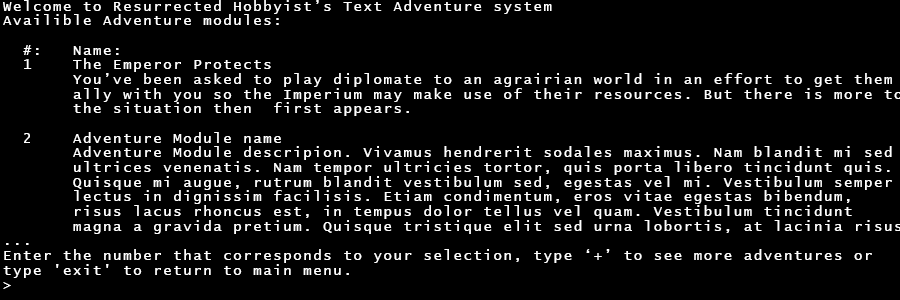 Welcome to Resurrected Hobbyist’s Text Adventure system
Availible Adventure modules:
#: Name:
1 The Emperor Protects
You’ve been asked to play diplomate to an agrairian world in an effort to get them
ally with you so the Imperium may make use of their resources. But there is more to
the situation then first appears.
2 Adventure Module name
Adventure Module descripion. Vivamus hendrerit sodales maximus. Nam blandit mi sed
ultrices venenatis. Nam tempor ultricies tortor, quis porta libero tincidunt quis.
Quisque mi augue, rutrum blandit vestibulum sed, egestas vel mi. Vestibulum semper
lectus in dignissim facilisis. Etiam condimentum, eros vitae egestas bibendum,
risus lacus rhoncus est, in tempus dolor tellus vel quam. Vestibulum tincidunt
magna a gravida pretium. Quisque tristique elit sed urna lobortis, at lacinia risus
...
Enter the number that corresponds to your selection, type ‘+’ to see more adventures or
type 'exit' to return to main menu.
>